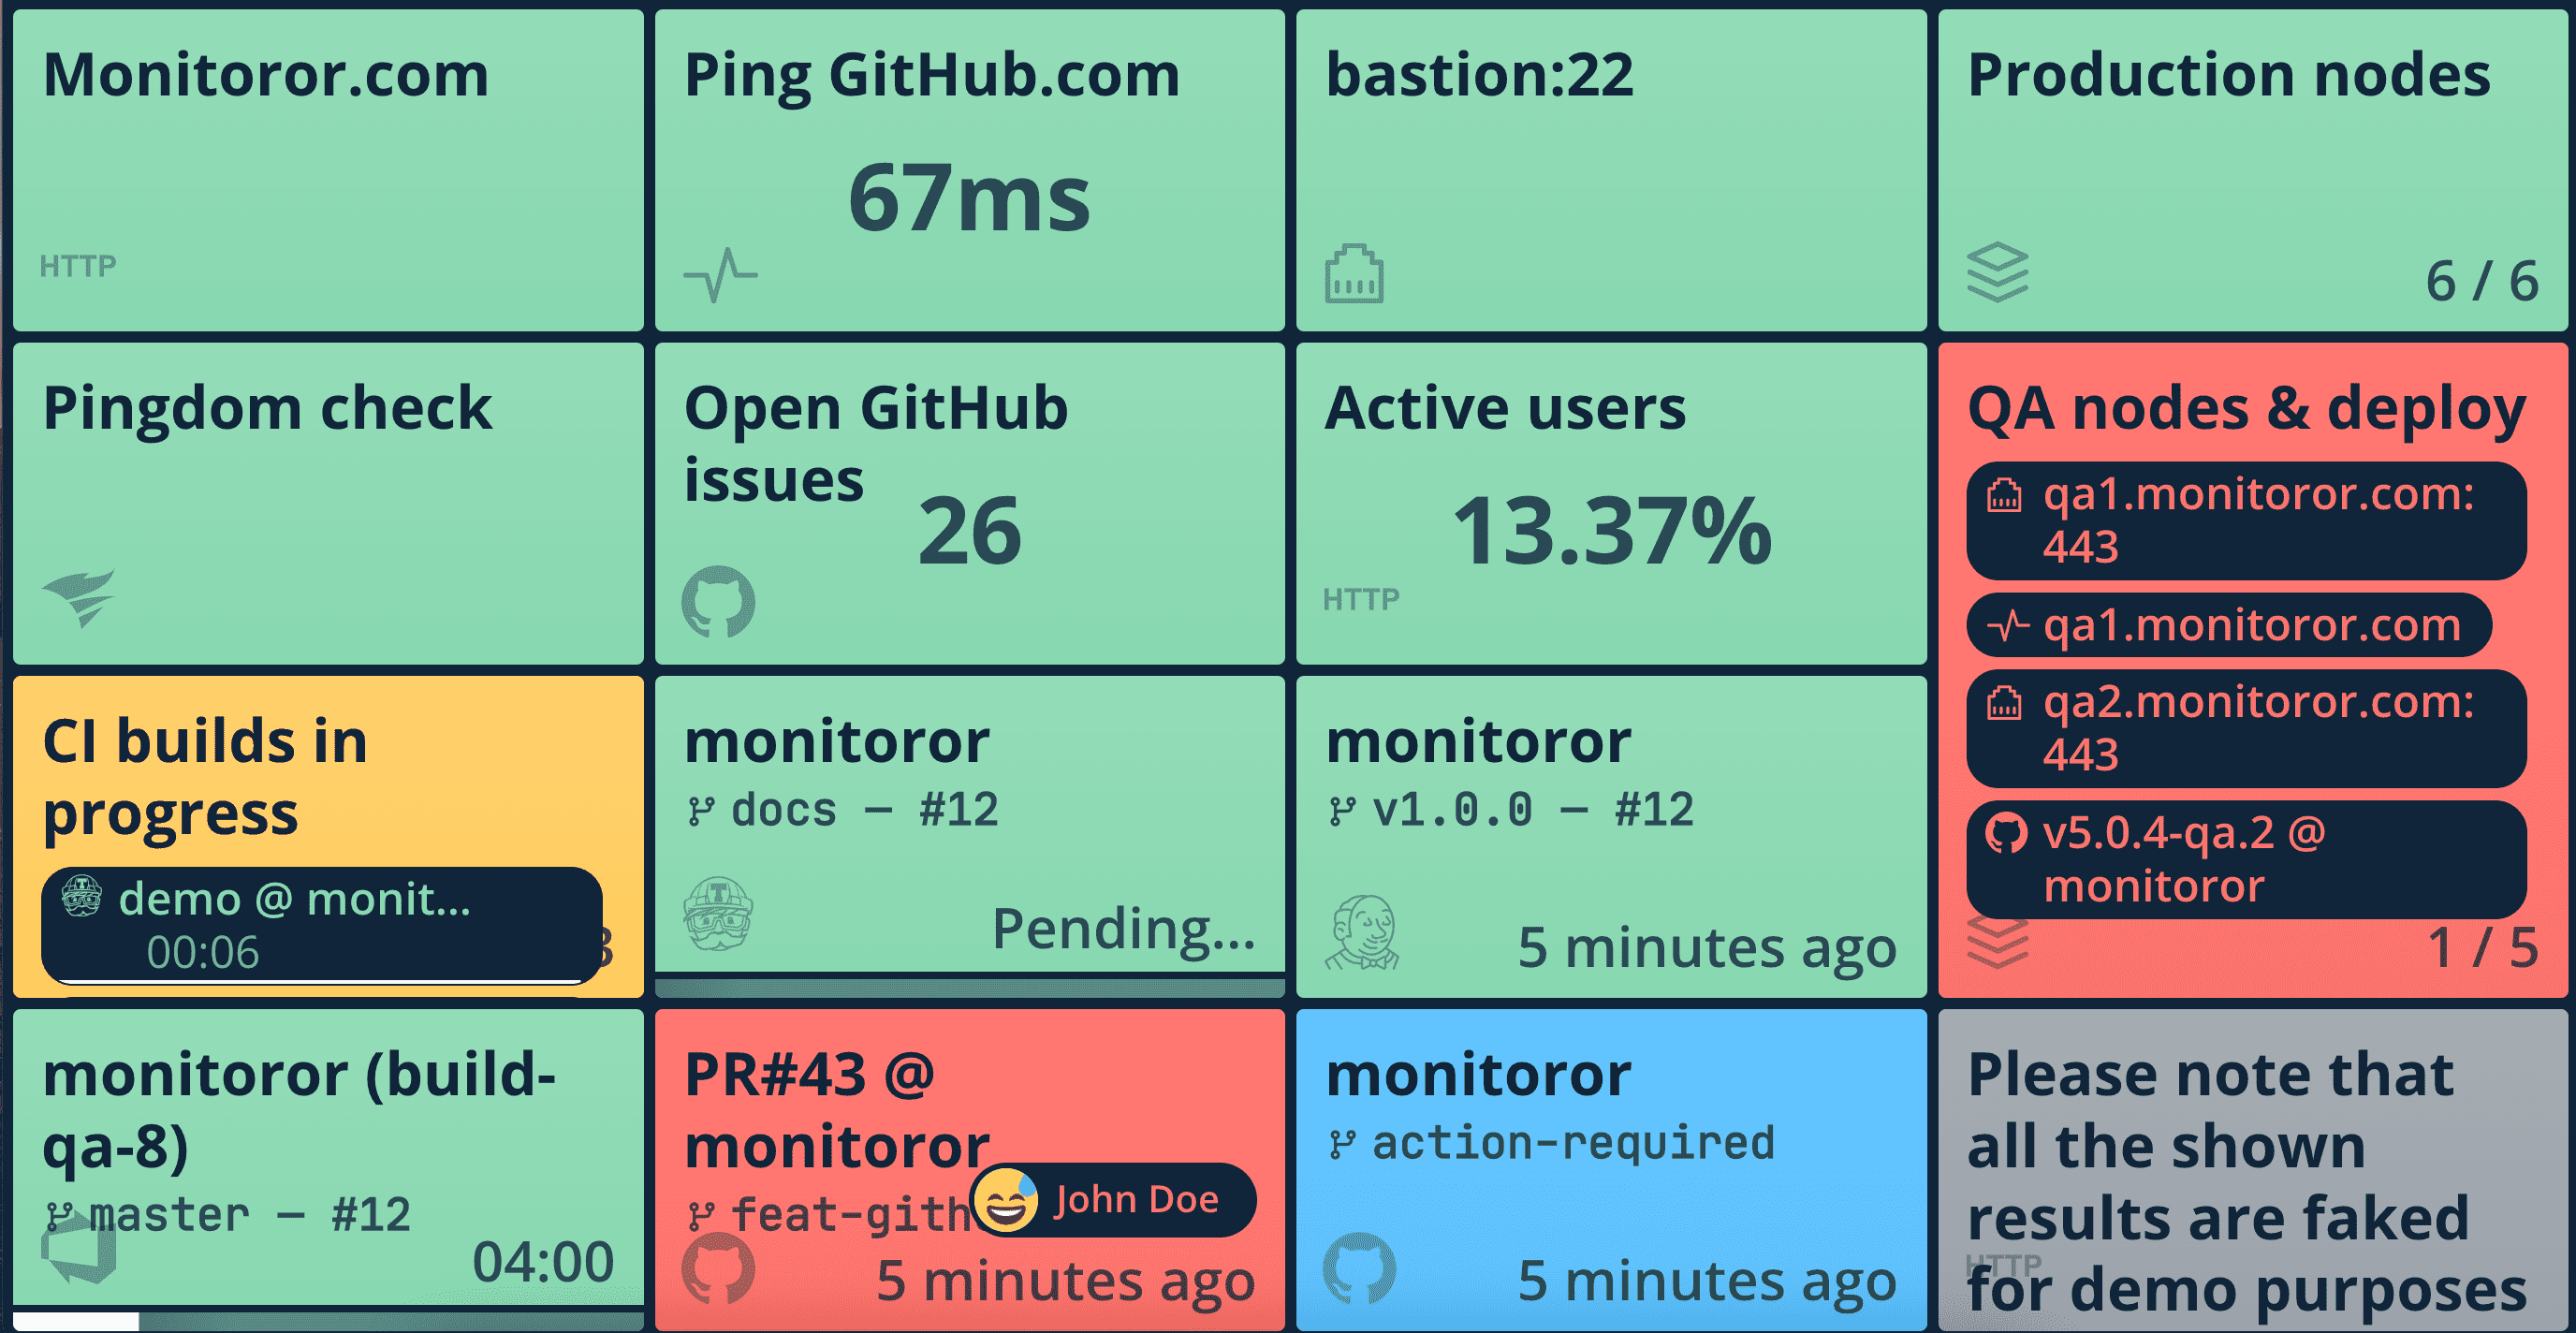 Monitoror.com
HTTP
Ping GitHub.com
67ms
bastion:22
Production nodes
6 / 6
Pingdom check
Open GitHub
issues
26
Active users
13.37%
HTTP
QA nodes & deploy
qa1.monitoror.com:
443
qa1.monitoror.com
qa2.monitoror.com:
443
v5.0.4-qa.2 @
monitoror
1 / 5
CI builds in
progress
demo @ monit...
00:06
monitoror
docs — #12
Pending...
monitoror
v1.0.0 — #12
5 minutes ago
monitoror (build-
qa-8)
master — #12
04:00
PR#43 @
monitoror
feat-gith
John Doe
5 minutes ago
monitoror
action-required
5 minutes ago
Please note that
all the shown
results are faked
HTTP
for demo purposes